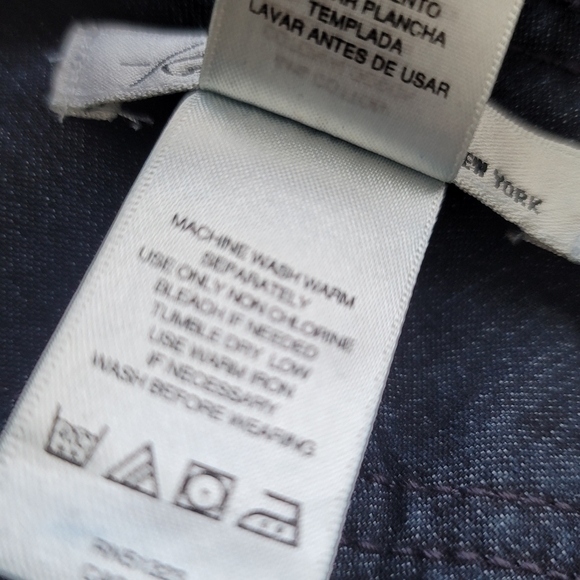 PLANCHA
TEMPLADA
LAVAR ANTES DE USAR
EW YORK
MACHINE WASH WARM
SEPARATELY
USE ONLY NON CHLORINE
BLEACH IF NEEDED
TUMBLE DRY LOW
USE WARM IRON
IF NECESSARY
WASH BEFORE WEARING